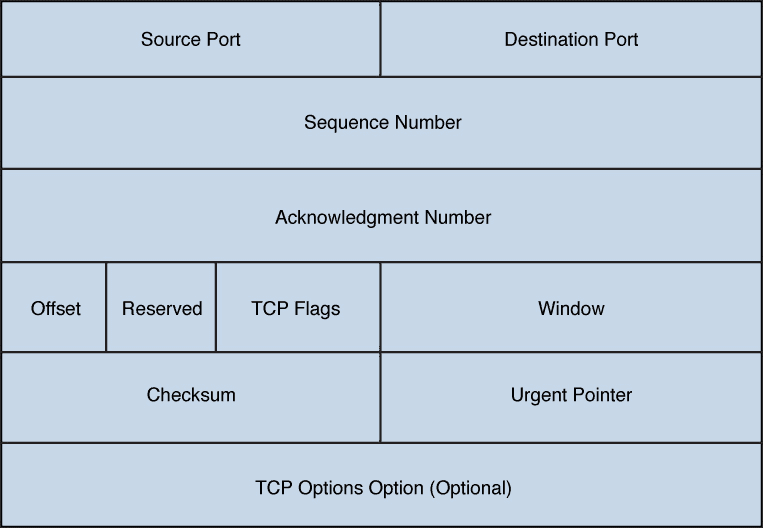 Source Port
Destination Port
Sequence Number
Acknowledgment Number
Offset
Reserved
TCP Flags
Window
Checksum
Urgent Pointer
TCP Options Option (Optional)